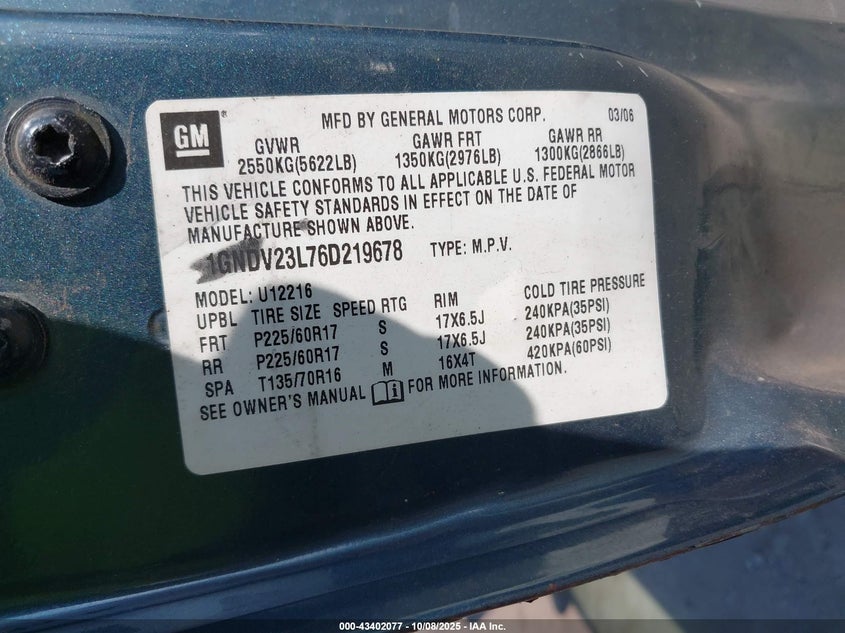 GM
MFD BY GENERAL MOTORS CORP. 03/06
GVWR GAWR FRT GAWR RR
2550KG(5622LB) 1350KG(2976LB) 1300KG(2866LB)
THIS VEHICLE CONFORMS TO ALL APPLICABLE U.S. FEDERAL MOTOR
VEHICLE SAFETY STANDARDS IN EFFECT ON THE DATE OF
MANUFACTURE SHOWN ABOVE.
1GNDV23L76D219678 TYPE: M.P.V.
MODEL: U12216
UPBL TIRE SIZE SPEED RTG RIM COLD TIRE PRESSURE
FRT P225/60R17 S 17X6.5J 240KPA(35PSI)
RR P225/60R17 S 17X6.5J 240KPA(35PSI)
SPA T135/70R16 M 16X4T 420KPA(60PSI)
SEE OWNER'S MANUAL FOR MORE INFORMATION.
000-43402077 - 10/08/2025 - IAA Inc.